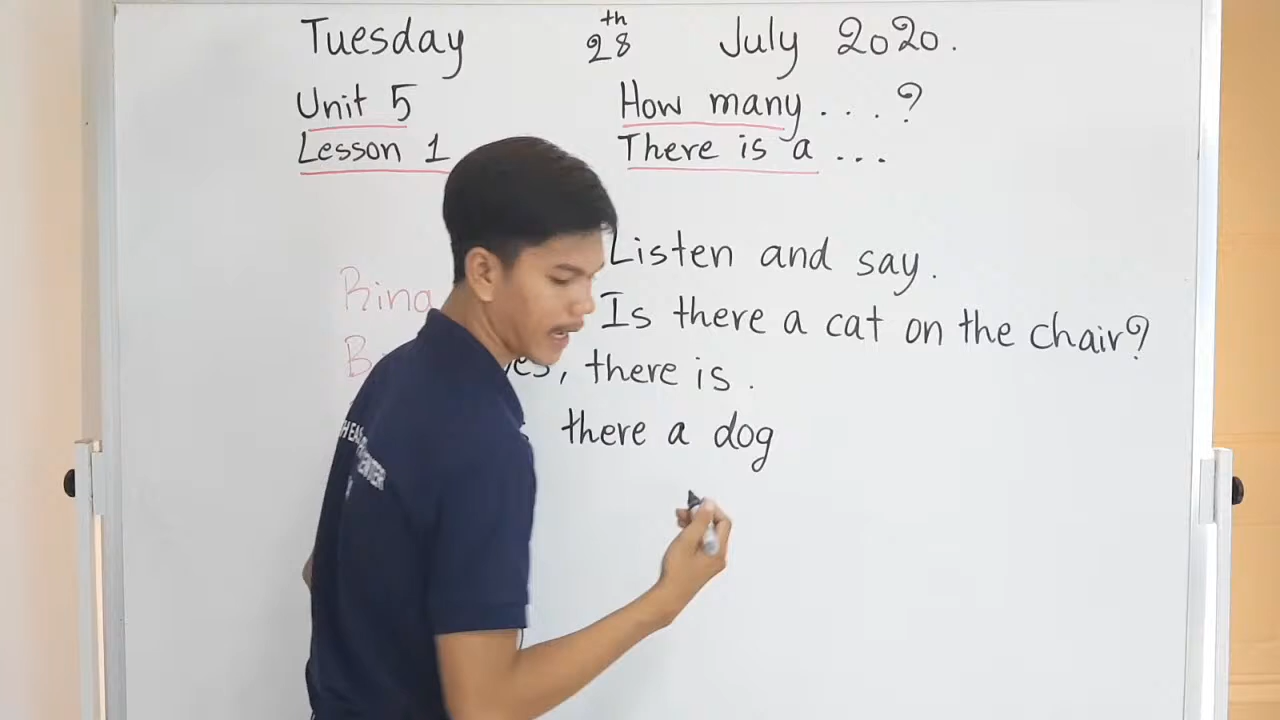 Tuesday 28th July 2020.
Unit 5 How many ...?
Lesson 1 There is a ...
Listen and say.
Rina Is there a cat on the chair?
yes, there is.
there a dog